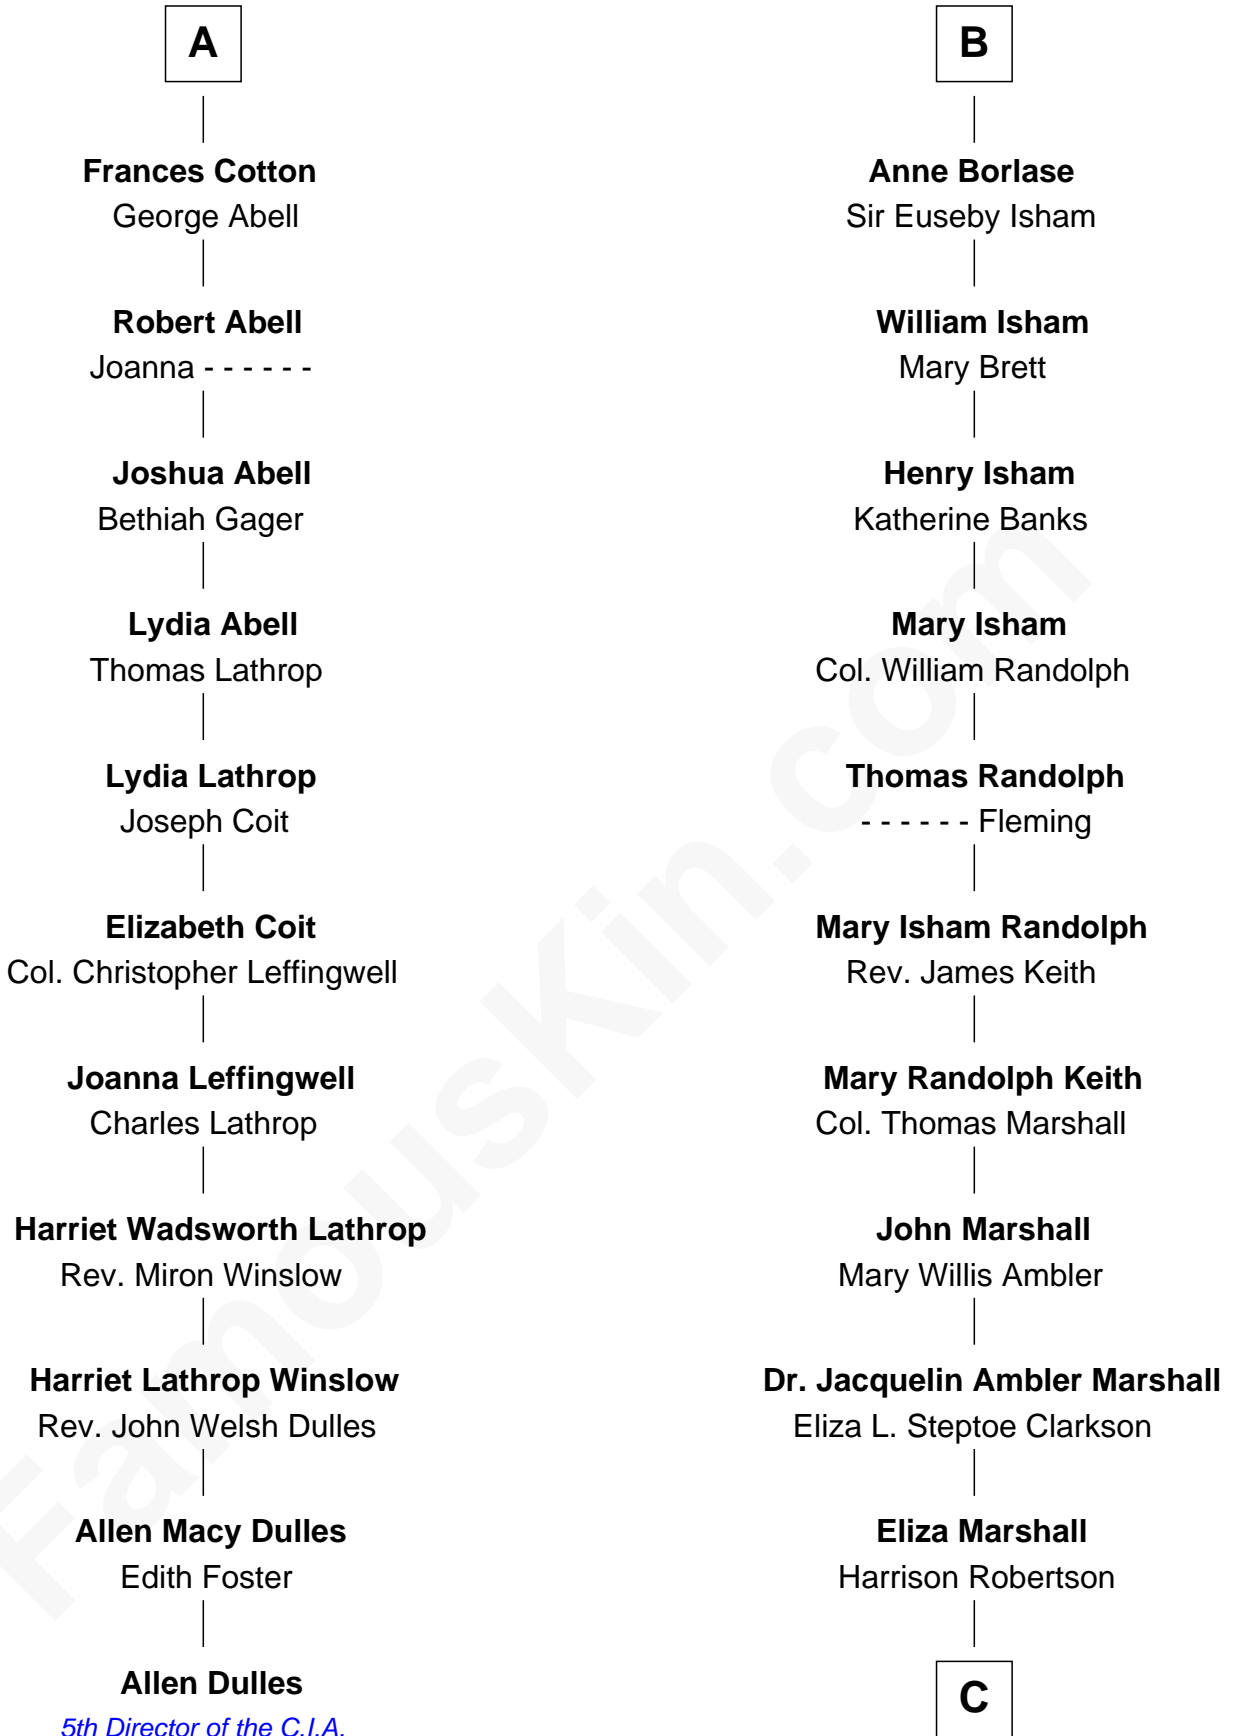 A
Frances Cotton
George Abell
Robert Abell
Joanna - - - - - -
Joshua Abell
Bethiah Gager
Lydia Abell
Thomas Lathrop
Lydia Lathrop
Joseph Coit
Elizabeth Coit
Col. Christopher Leffingwell
Joanna Leffingwell
Charles Lathrop
Harriet Wadsworth Lathrop
Rev. Miron Winslow
Harriet Lathrop Winslow
Rev. John Welsh Dulles
Allen Macy Dulles
Edith Foster
Allen Dulles
5th Director of the C.I.A.
B
Anne Borlase
Sir Euseby Isham
William Isham
Mary Brett
Henry Isham
Katherine Banks
Mary Isham
Col. William Randolph
Thomas Randolph
- - - - - - Fleming
Mary Isham Randolph
Rev. James Keith
Mary Randolph Keith
Col. Thomas Marshall
John Marshall
Mary Willis Ambler
Dr. Jacquelin Ambler Marshall
Eliza L. Steptoe Clarkson
Eliza Marshall
Harrison Robertson
C
FamousKin.com